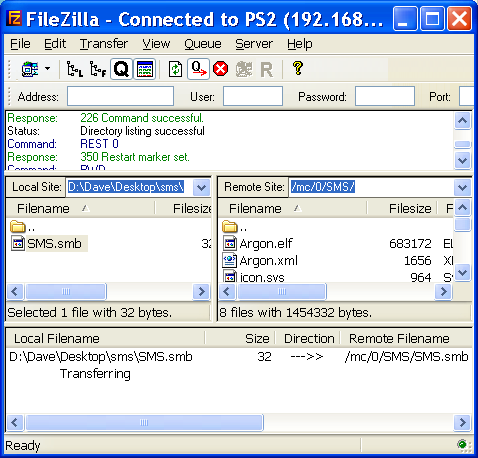 FileZilla - Connected to PS2 (192.168...
File Edit Transfer View Queue Server Help
L F Q Q R ?
Address: User: Password: Port:
Response: 226 Command successful.
Status: Directory listing successful
Command: REST 0
Response: 350 Restart marker set.
Command: PWD
Local Site: D:\Dave\Desktop\sms\ Remote Site: /mc/0/SMS/
Filename Filesize Filename Filesize F
.. ..
SMS.smb 32 Argon.elf 683172 EL
Argon.xml 1656 XI
icon.sys 964 S
Selected 1 file with 32 bytes. 8 files with 1454332 bytes.
Local Filename Size Direction Remote Filename
D:\Dave\Desktop\sms\SMS.smb 32 --->> /mc/0/SMS/SMS.smb
Transferring
Ready